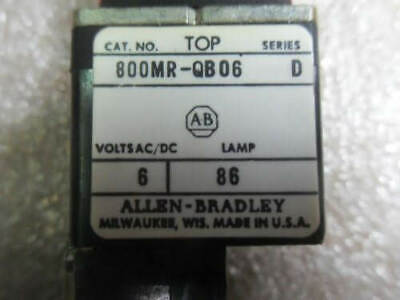 CAT. NO. TOP SERIES
800MR-QB06 D
AB
VOLTS AC/DC LAMP
6 86
ALLEN-BRADLEY
MILWAUKEE, WIS. MADE IN U.S.A.